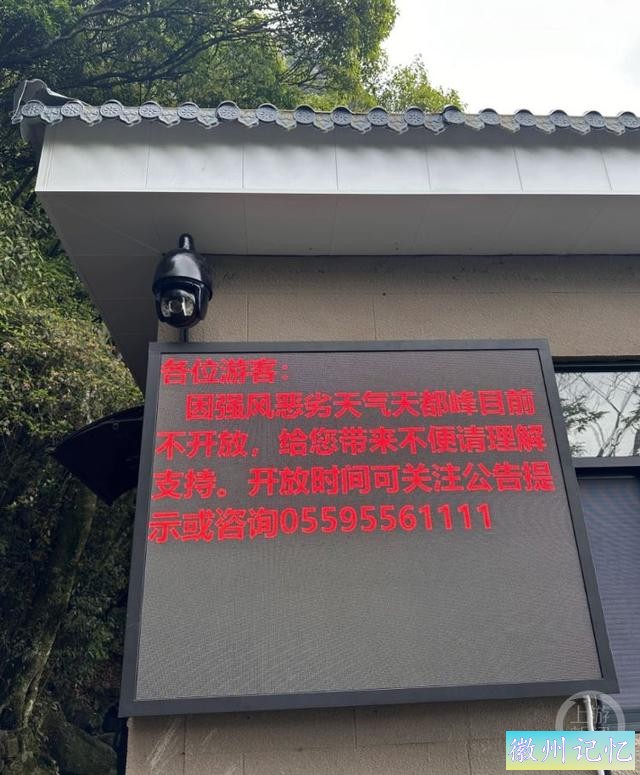 各位游客：
因强风恶劣天气天都峰目前
不开放，给您带来不便请理解
支持。开放时间可关注公告提
示或咨询05595561111
上游
徽州记忆